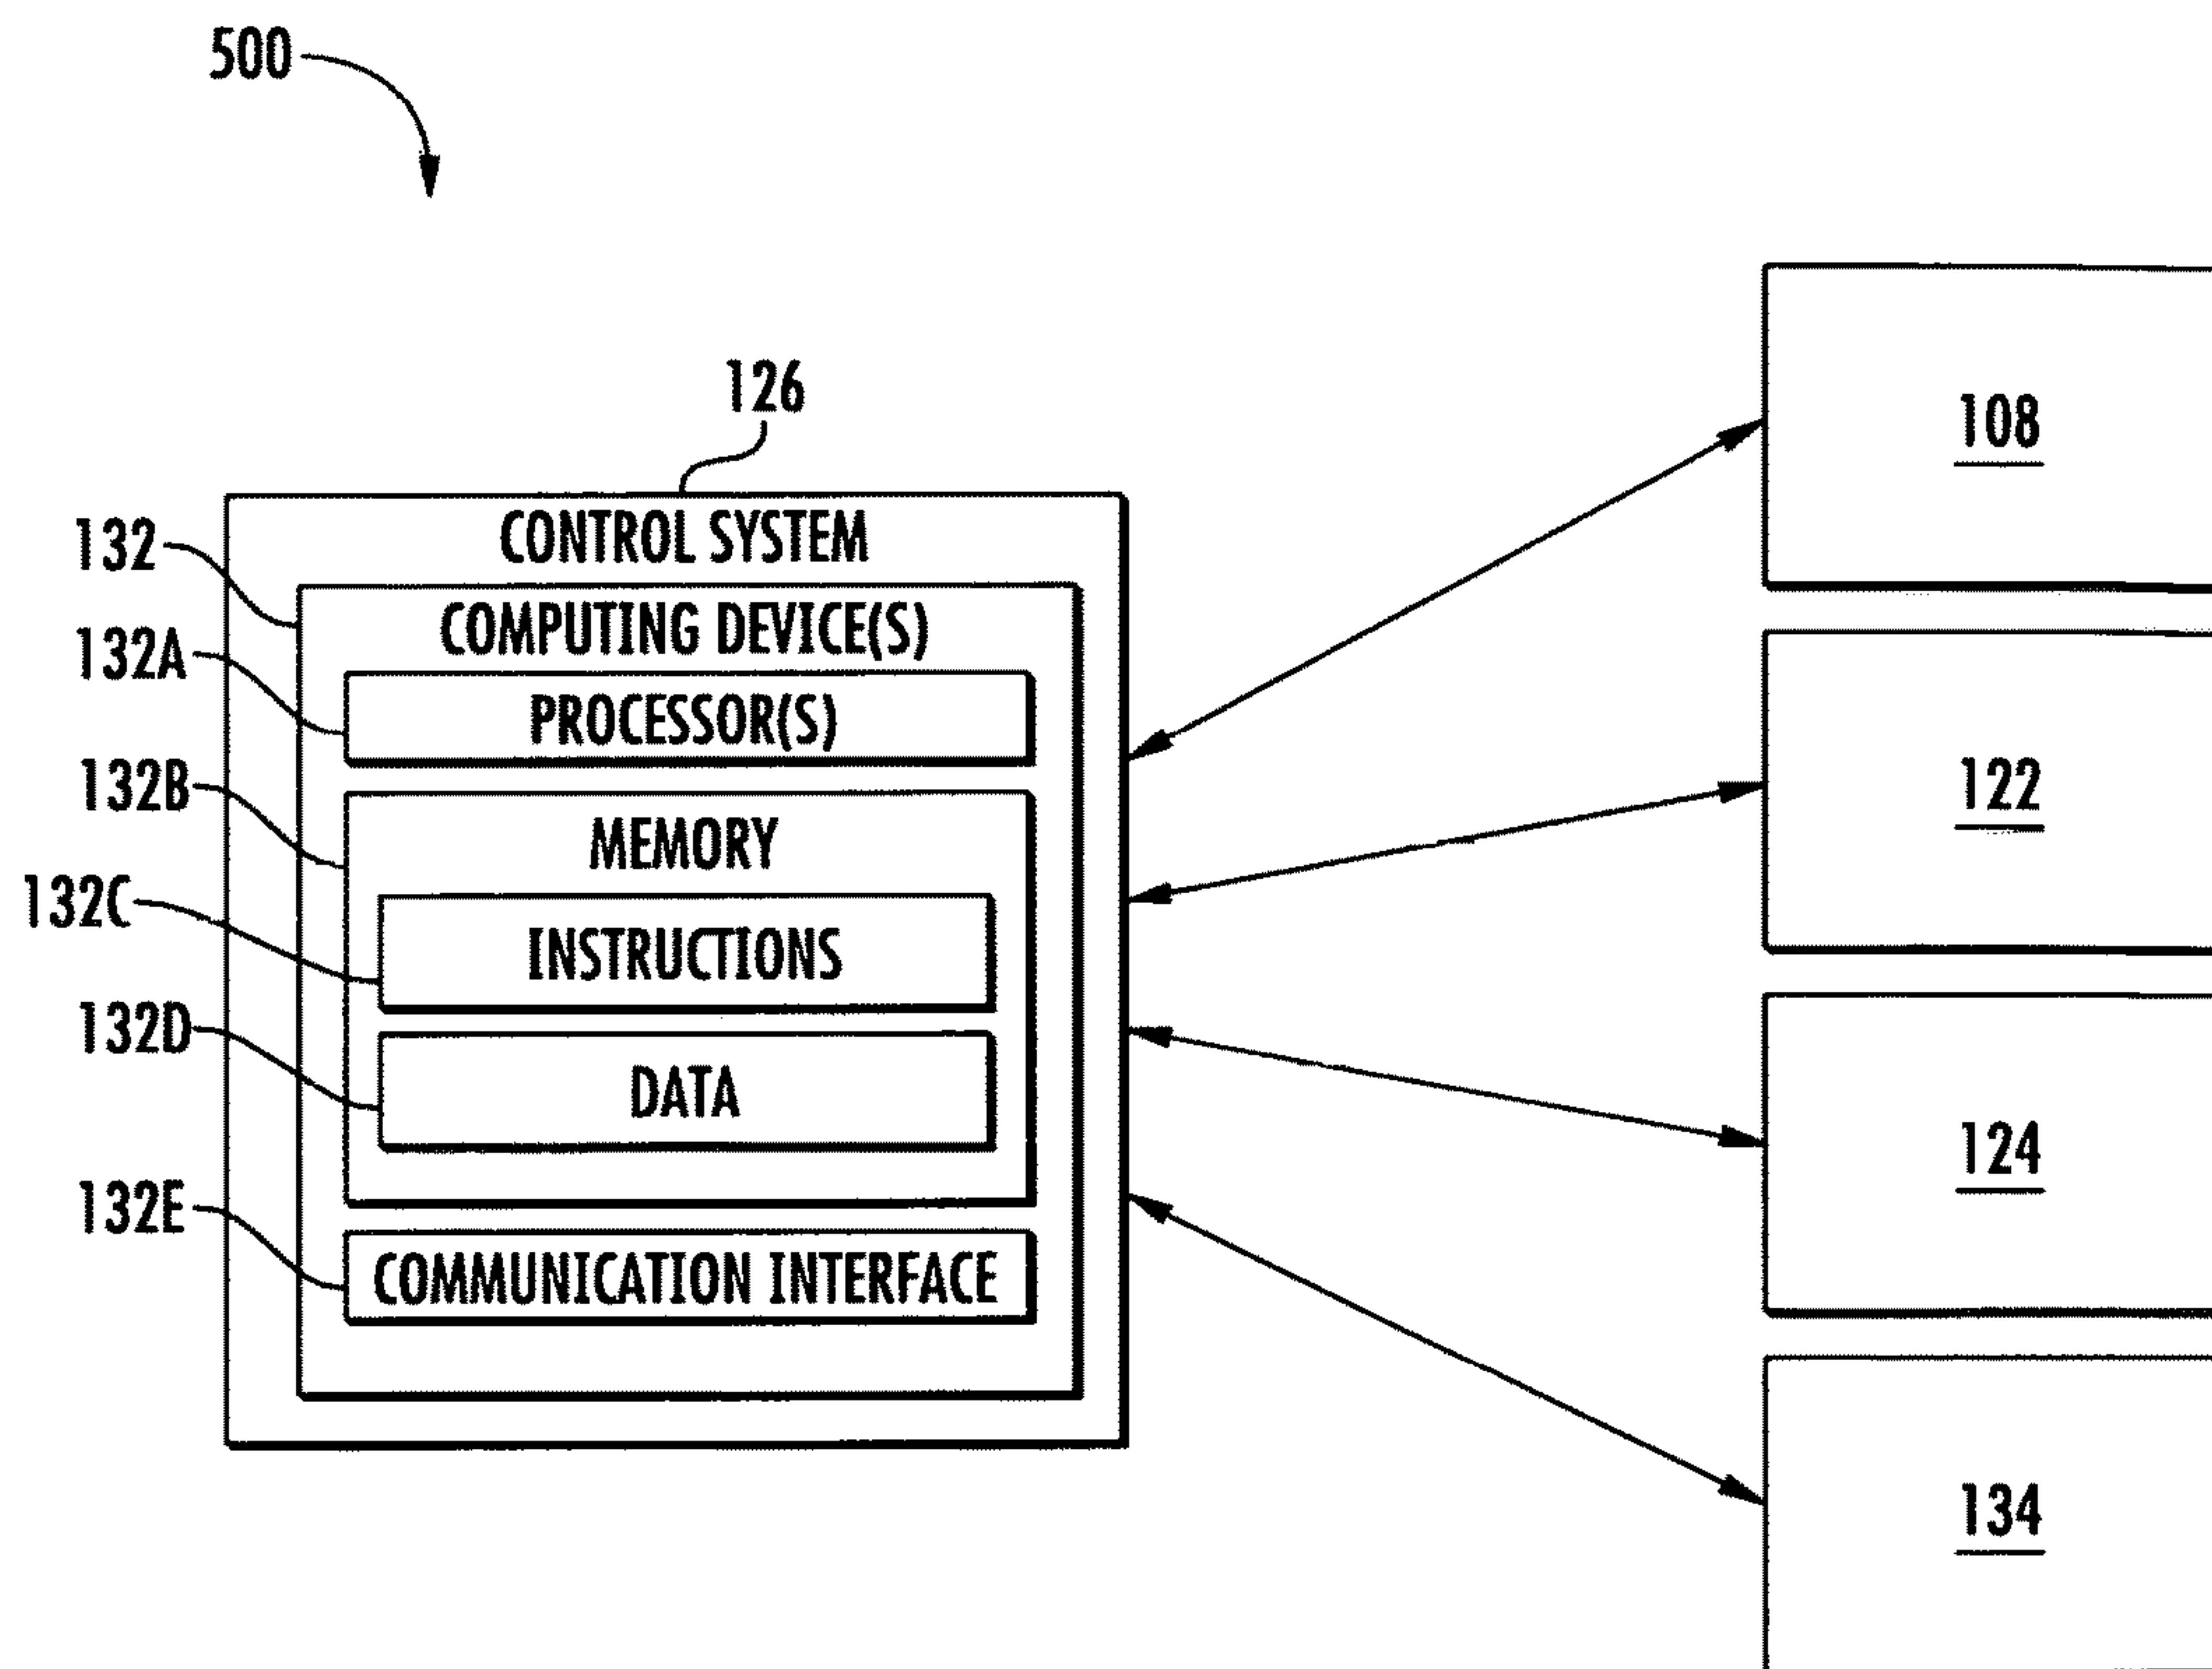 500
126
CONTROL SYSTEM
132
COMPUTING DEVICE(S)
132A
PROCESSOR(S)
132B
MEMORY
132C
INSTRUCTIONS
132D
DATA
132E
COMMUNICATION INTERFACE
108
122
124
134